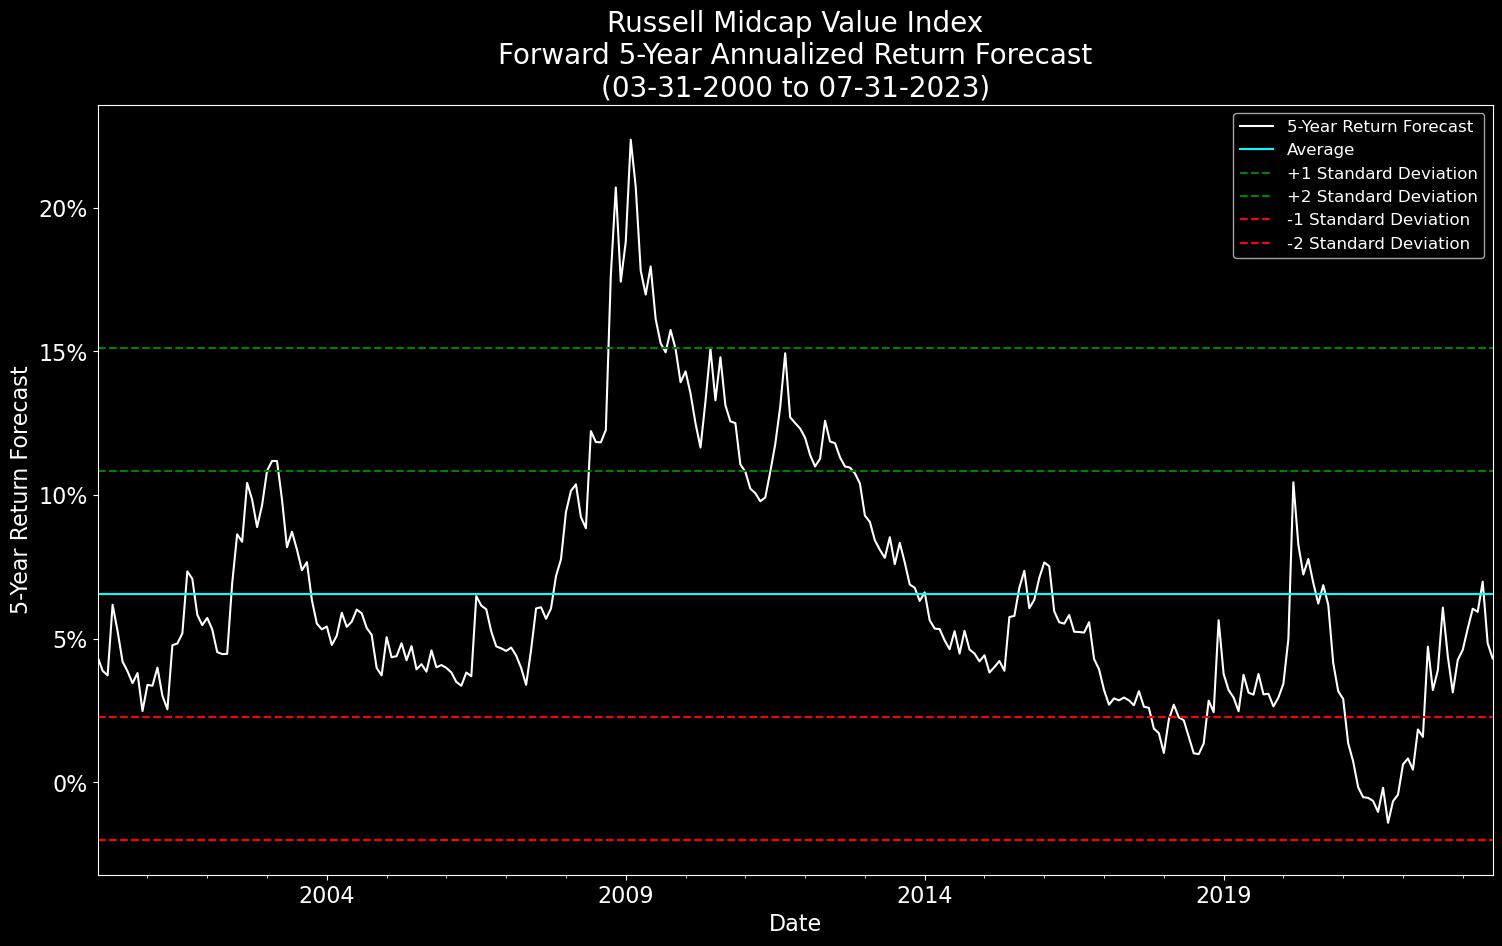 Russell Midcap Value Index
Forward 5-Year Annualized Return Forecast
(03-31-2000 to 07-31-2023)
5-Year Return Forecast
Average
+1 Standard Deviation
+2 Standard Deviation
-1 Standard Deviation
-2 Standard Deviation
20%
15%
10%
5%
0%
5-Year Return Forecast
2004
2009
2014
2019
Date